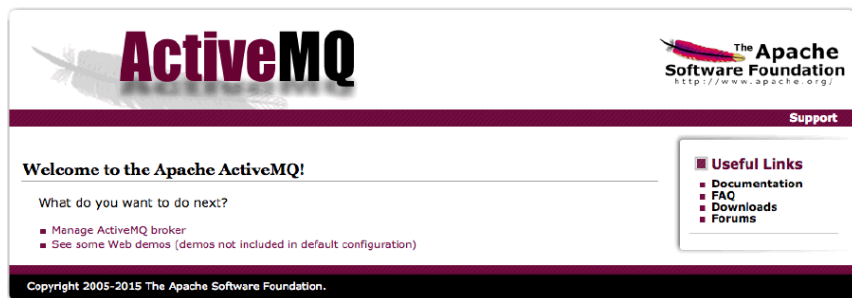 ActiveMQ
The Apache
Software Foundation
http://www.apache.org/
Support
Welcome to the Apache ActiveMQ!
What do you want to do next?
Manage ActiveMQ broker
See some Web demos (demos not included in default configuration)
Useful Links
Documentation
FAQ
Downloads
Forums
Copyright 2005-2015 The Apache Software Foundation.